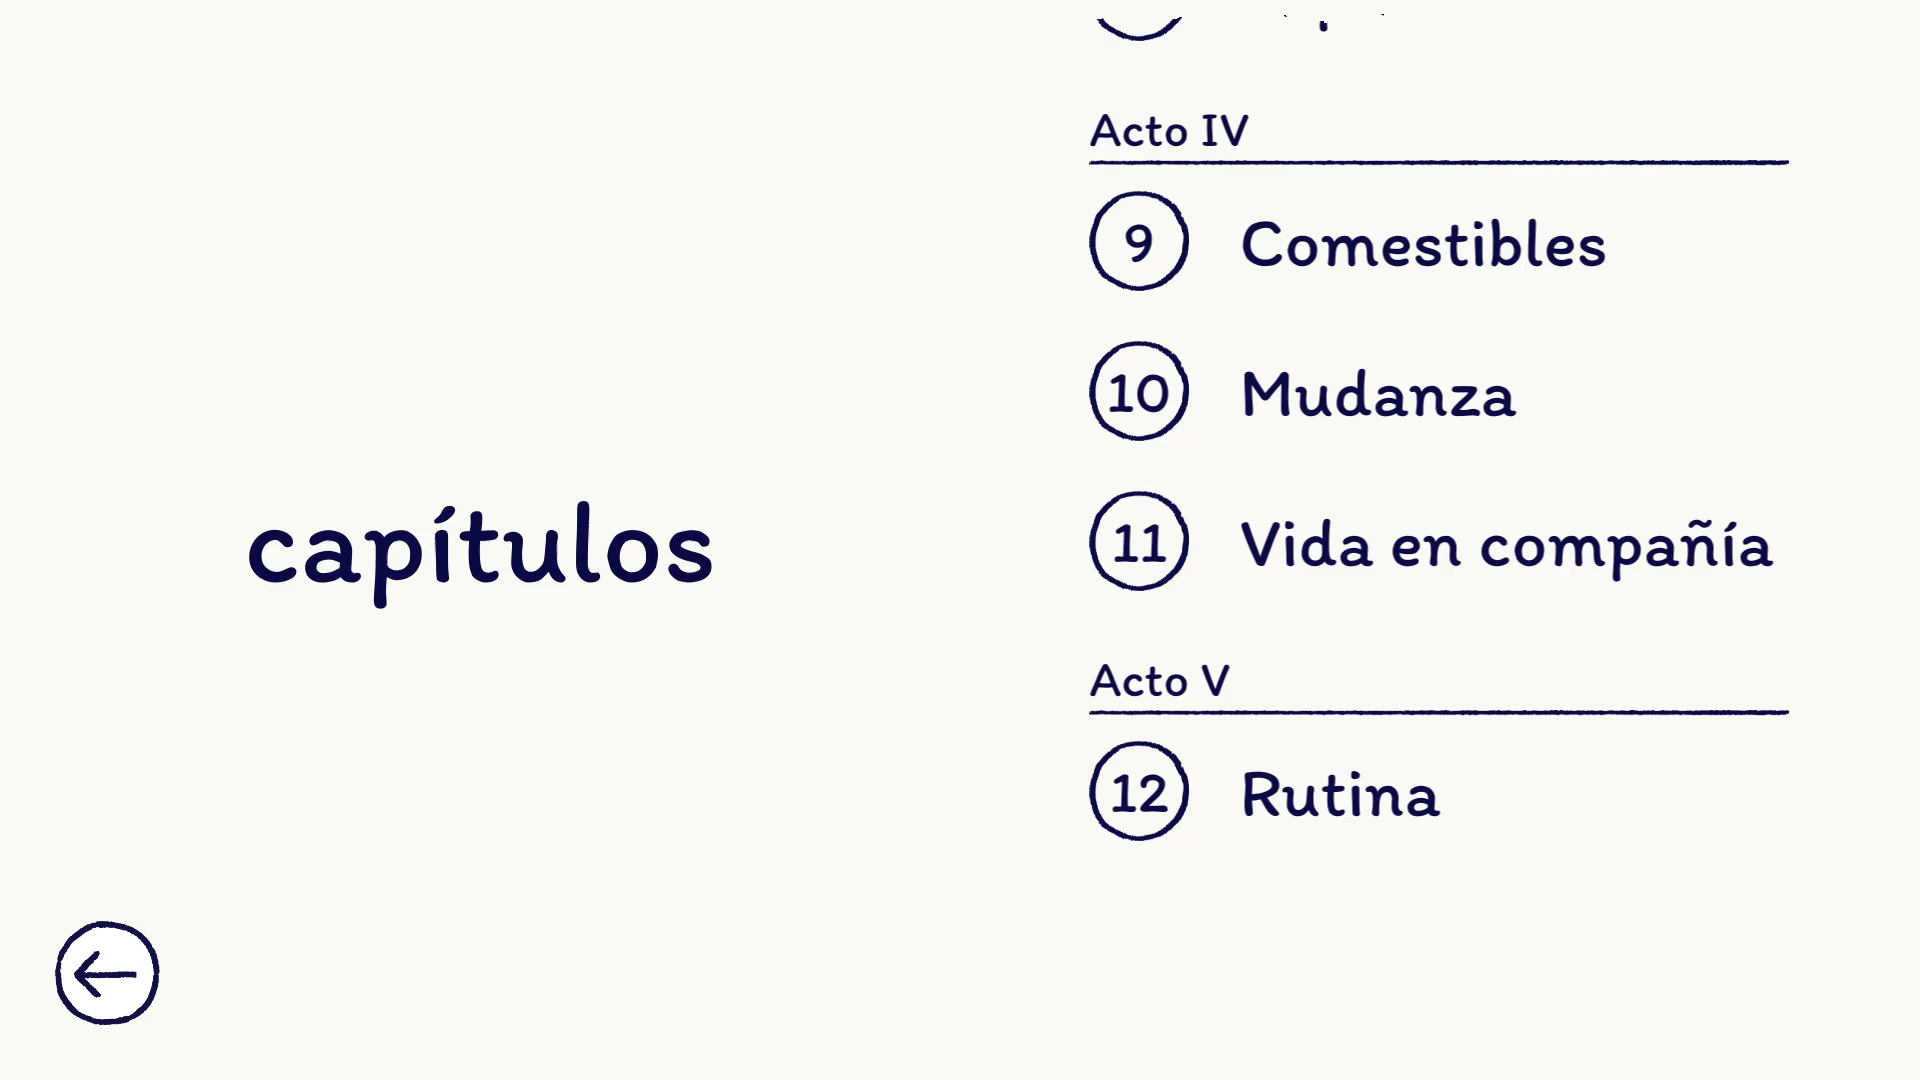 capítulos
Acto IV
9 Comestibles
10 Mudanza
11 Vida en compañía
Acto V
12 Rutina